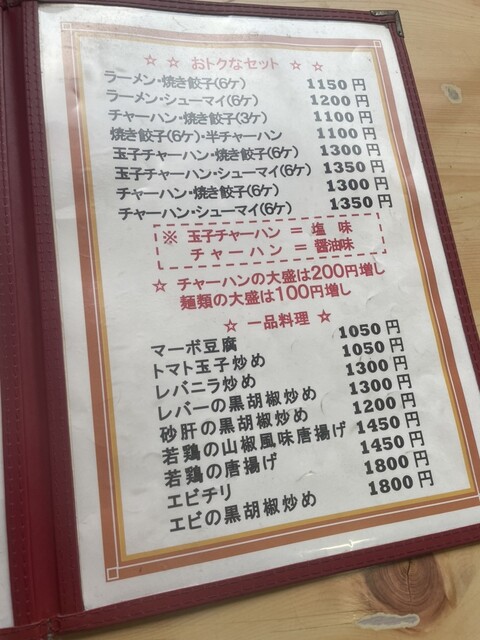 ☆ ☆ おトクなセット ☆ ☆
ラーメン・焼き餃子(6ケ) 1150円
ラーメン・シューマイ(6ケ) 1200円
チャーハン・焼き餃子(3ケ) 1100円
焼き餃子(6ケ)・半チャーハン 1100円
玉子チャーハン・焼き餃子(6ケ) 1300円
玉子チャーハン・シューマイ(6ケ) 1350円
チャーハン・焼き餃子(6ケ) 1300円
チャーハン・シューマイ(6ケ) 1350円
※ 玉子チャーハン = 塩 味
チャーハン = 醤油味
☆ チャーハンの大盛は200円増し
麺類の大盛は100円増し
☆ 一品料理 ☆
マーボ豆腐 1050円
トマト玉子炒め 1050円
レバニラ炒め 1300円
レバーの黒胡椒炒め 1300円
砂肝の黒胡椒炒め 1200円
若鶏の山椒風味唐揚げ 1450円
若鶏の唐揚げ 1450円
エビチリ 1800円
エビの黒胡椒炒め 1800円